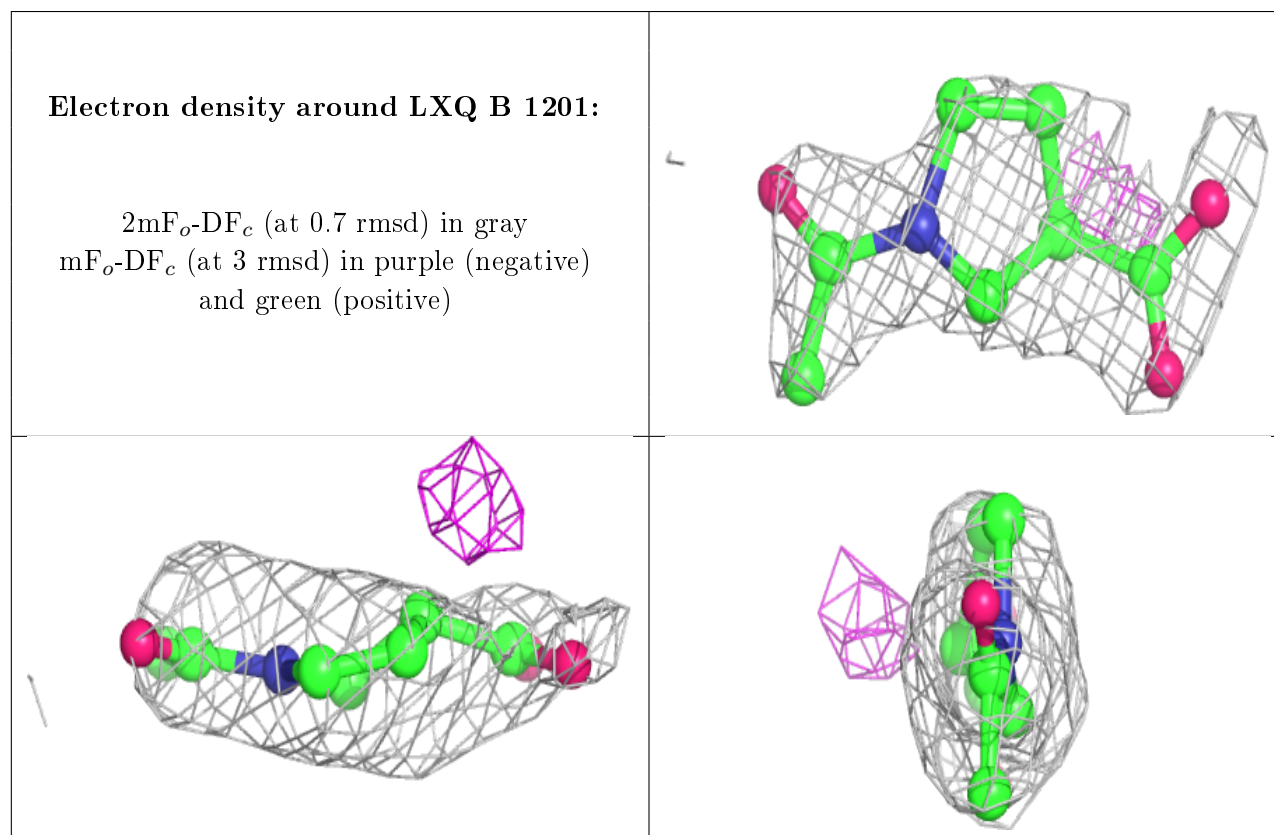 Electron density around LXQ B 1201:
2mFo-DFc (at 0.7 rmsd) in gray
mFo-DFc (at 3 rmsd) in purple (negative)
and green (positive)